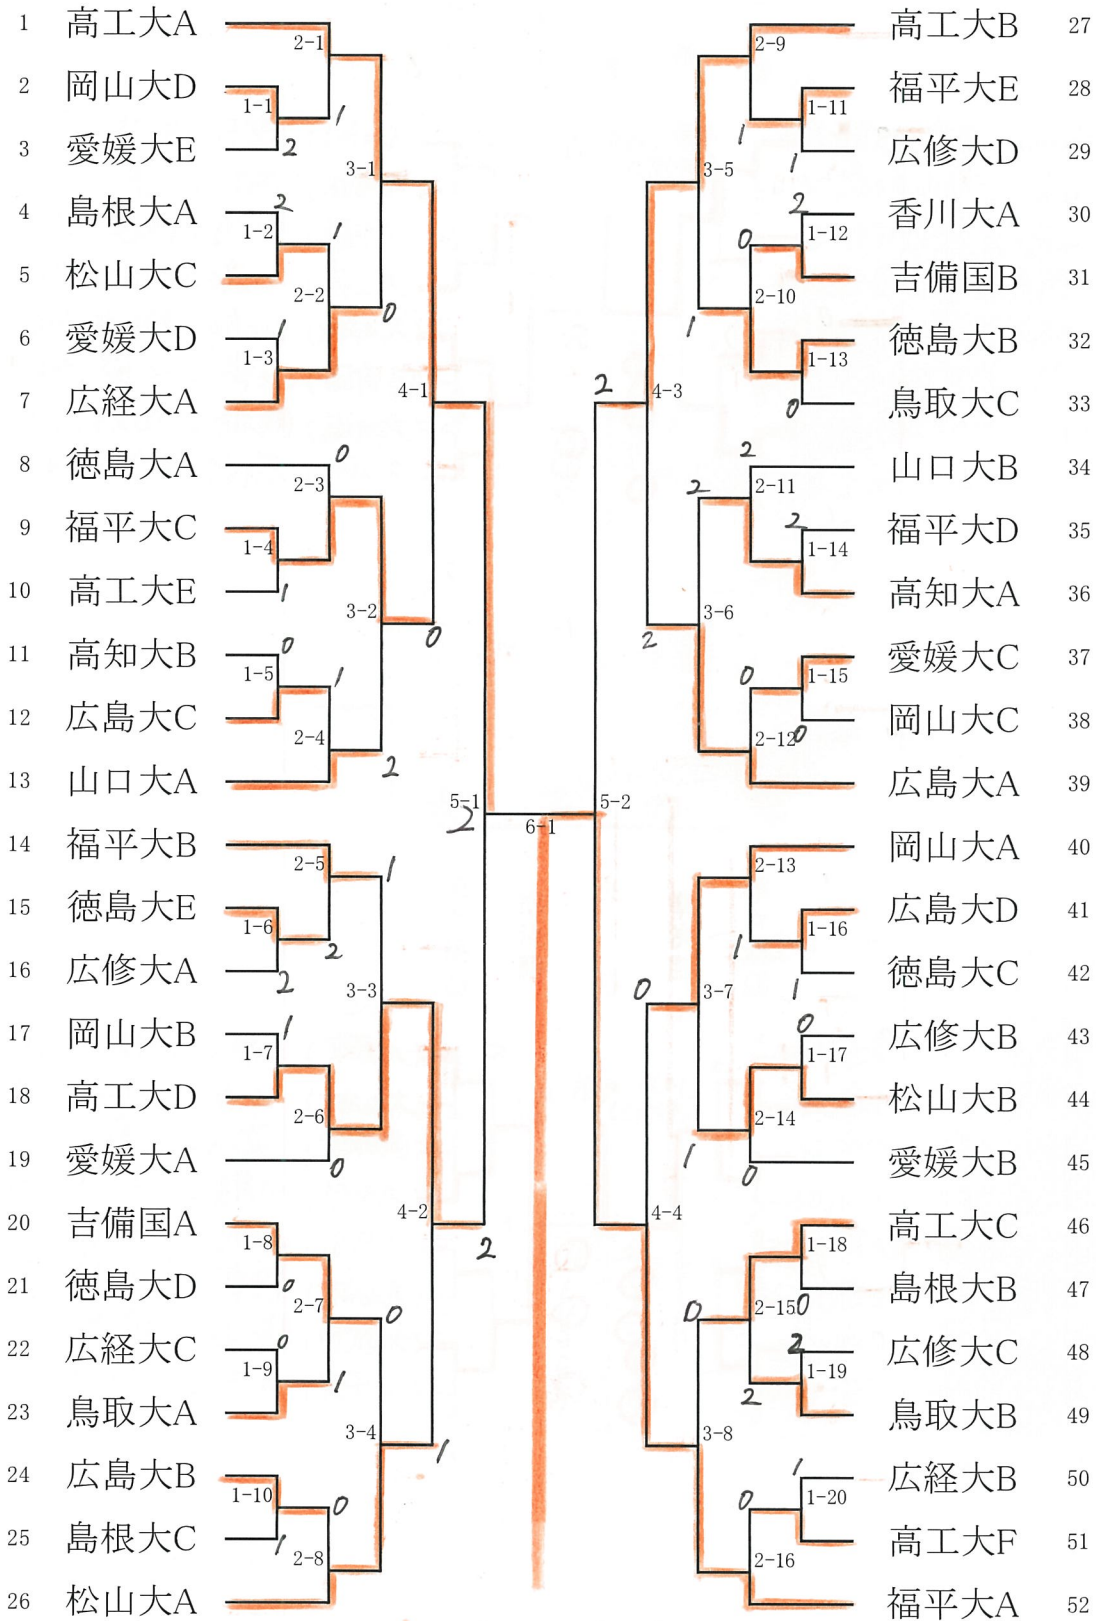 1 高工大A
2-1
2 岡山大D
1-1
1
3 愛媛大E
2
3-1
4 島根大A
2
1-2
1
5 松山大C
2-2
6 愛媛大D
1
1-3
0
7 広経大A
4-1
8 徳島大A
0
2-3
9 福平大C
1-4
10 高工大E
1
3-2
0
11 高知大B
0
1-5
1
12 広島大C
2-4
13 山口大A
2
5-1
2
14 福平大B
2-5
1
15 徳島大E
1-6
2
16 広修大A
2
3-3
17 岡山大B
1
1-7
18 高工大D
2-6
19 愛媛大A
0
4-2
2
20 吉備国A
1-8
21 徳島大D
0
2-7
0
22 広経大C
0
1-9
1
23 鳥取大A
3-4
1
24 広島大B
1-10
0
25 島根大C
1
2-8
26 松山大A
6-1
高工大B 27
2-9
福平大E 28
1-11
1
広修大D 29
1
3-5
香川大A 30
2
1-12
0
吉備国B 31
2-10
1
徳島大B 32
1-13
鳥取大C 33
0
4-3
2
山口大B 34
2
2-11
2
福平大D 35
2
1-14
高知大A 36
3-6
2
愛媛大C 37
1-15
0
岡山大C 38
0
2-12
広島大A 39
5-2
岡山大A 40
2-13
広島大D 41
1-16
1
徳島大C 42
1
3-7
0
広修大B 43
0
1-17
松山大B 44
2-14
1
愛媛大B 45
0
4-4
高工大C 46
1-18
島根大B 47
0
2-15
0
広修大C 48
2
1-19
2
鳥取大B 49
3-8
広経大B 50
1
1-20
0
高工大F 51
2-16
福平大A 52